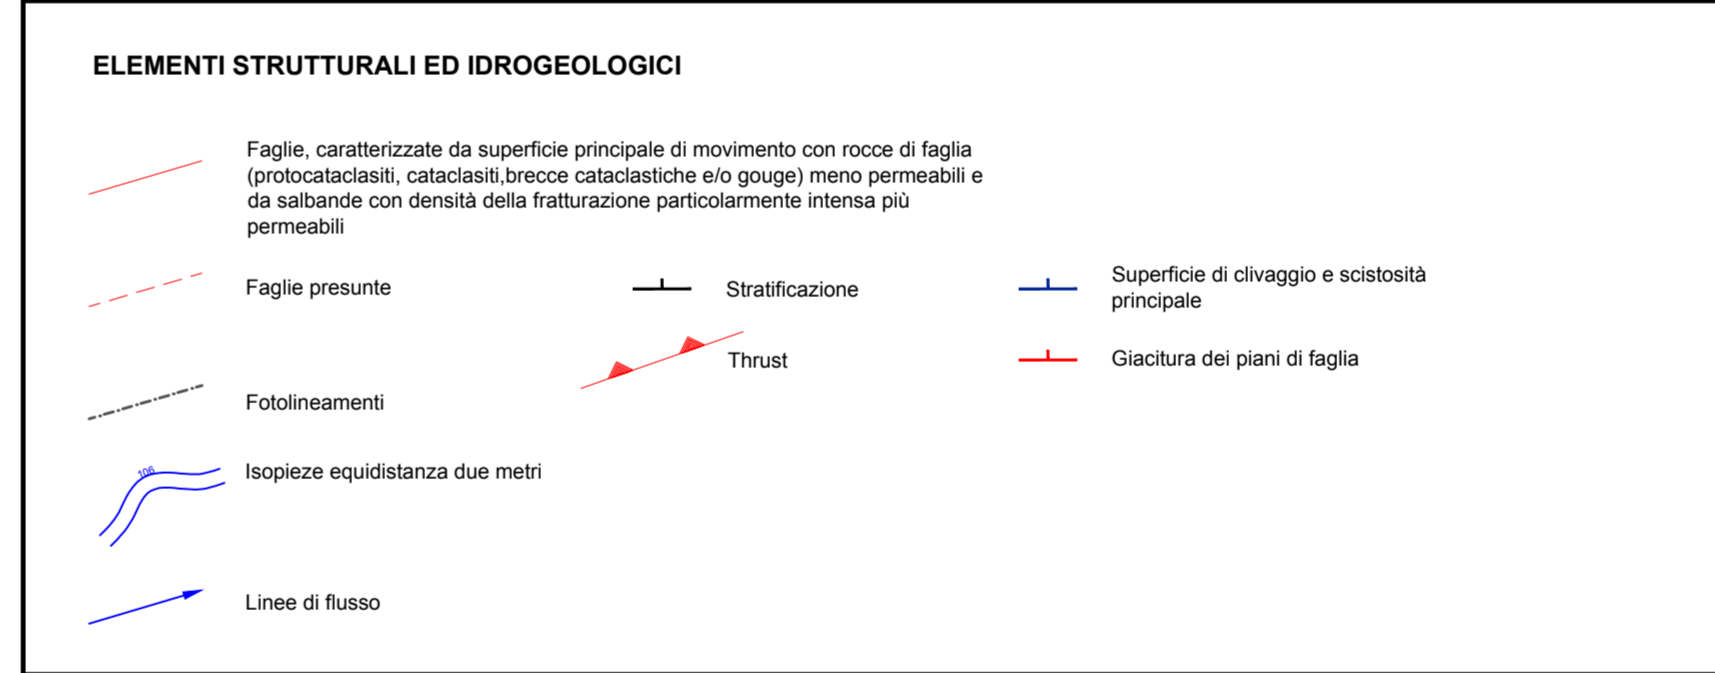 ELEMENTI STRUTTURALI ED IDROGEOLOGICI
Faglie, caratterizzate da superficie principale di movimento con rocce di faglia
(protocataclasiti, cataclasiti,brecce cataclastiche e/o gouge) meno permeabili e
da salbande con densità della fratturazione particolarmente intensa più
permeabili
Faglie presunte
Stratificazione
Superficie di clivaggio e scistosità
principale
Thrust
Giacitura dei piani di faglia
Fotolineamenti
106
Isopieze equidistanza due metri
Linee di flusso